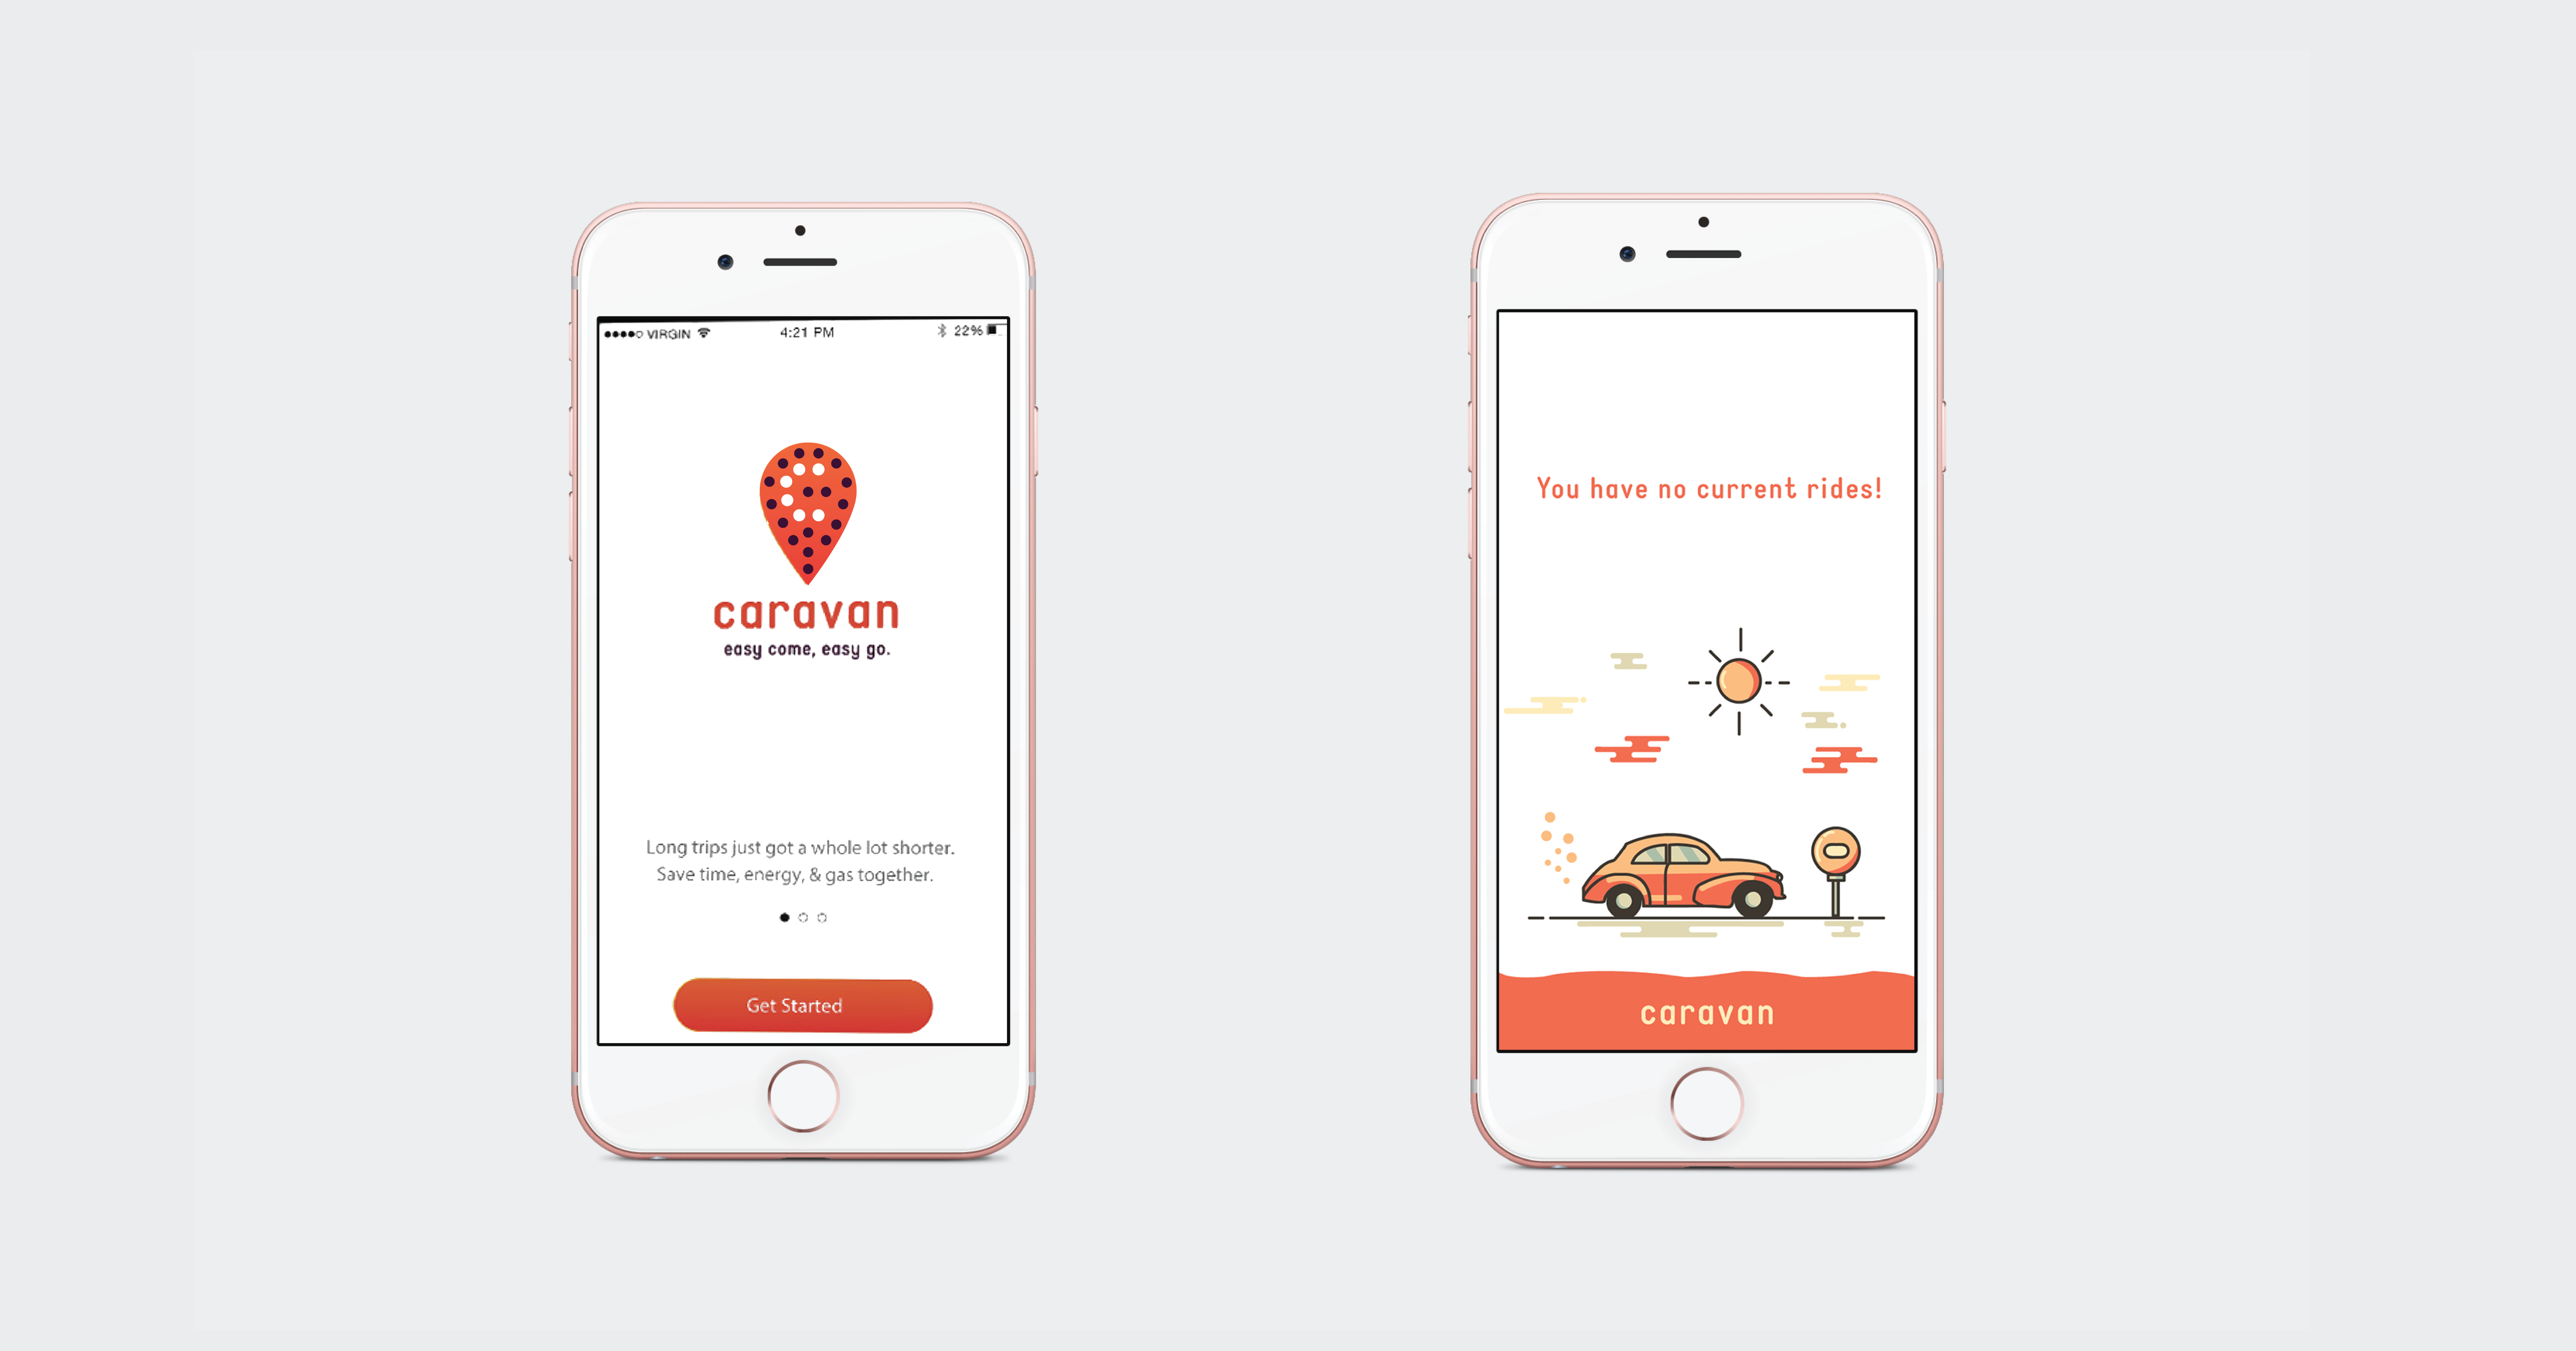 VIRGIN 4:21 PM 22%
caravan
easy come, easy go.
Long trips just got a whole lot shorter.
Save time, energy, & gas together.
Get Started
You have no current rides!
caravan